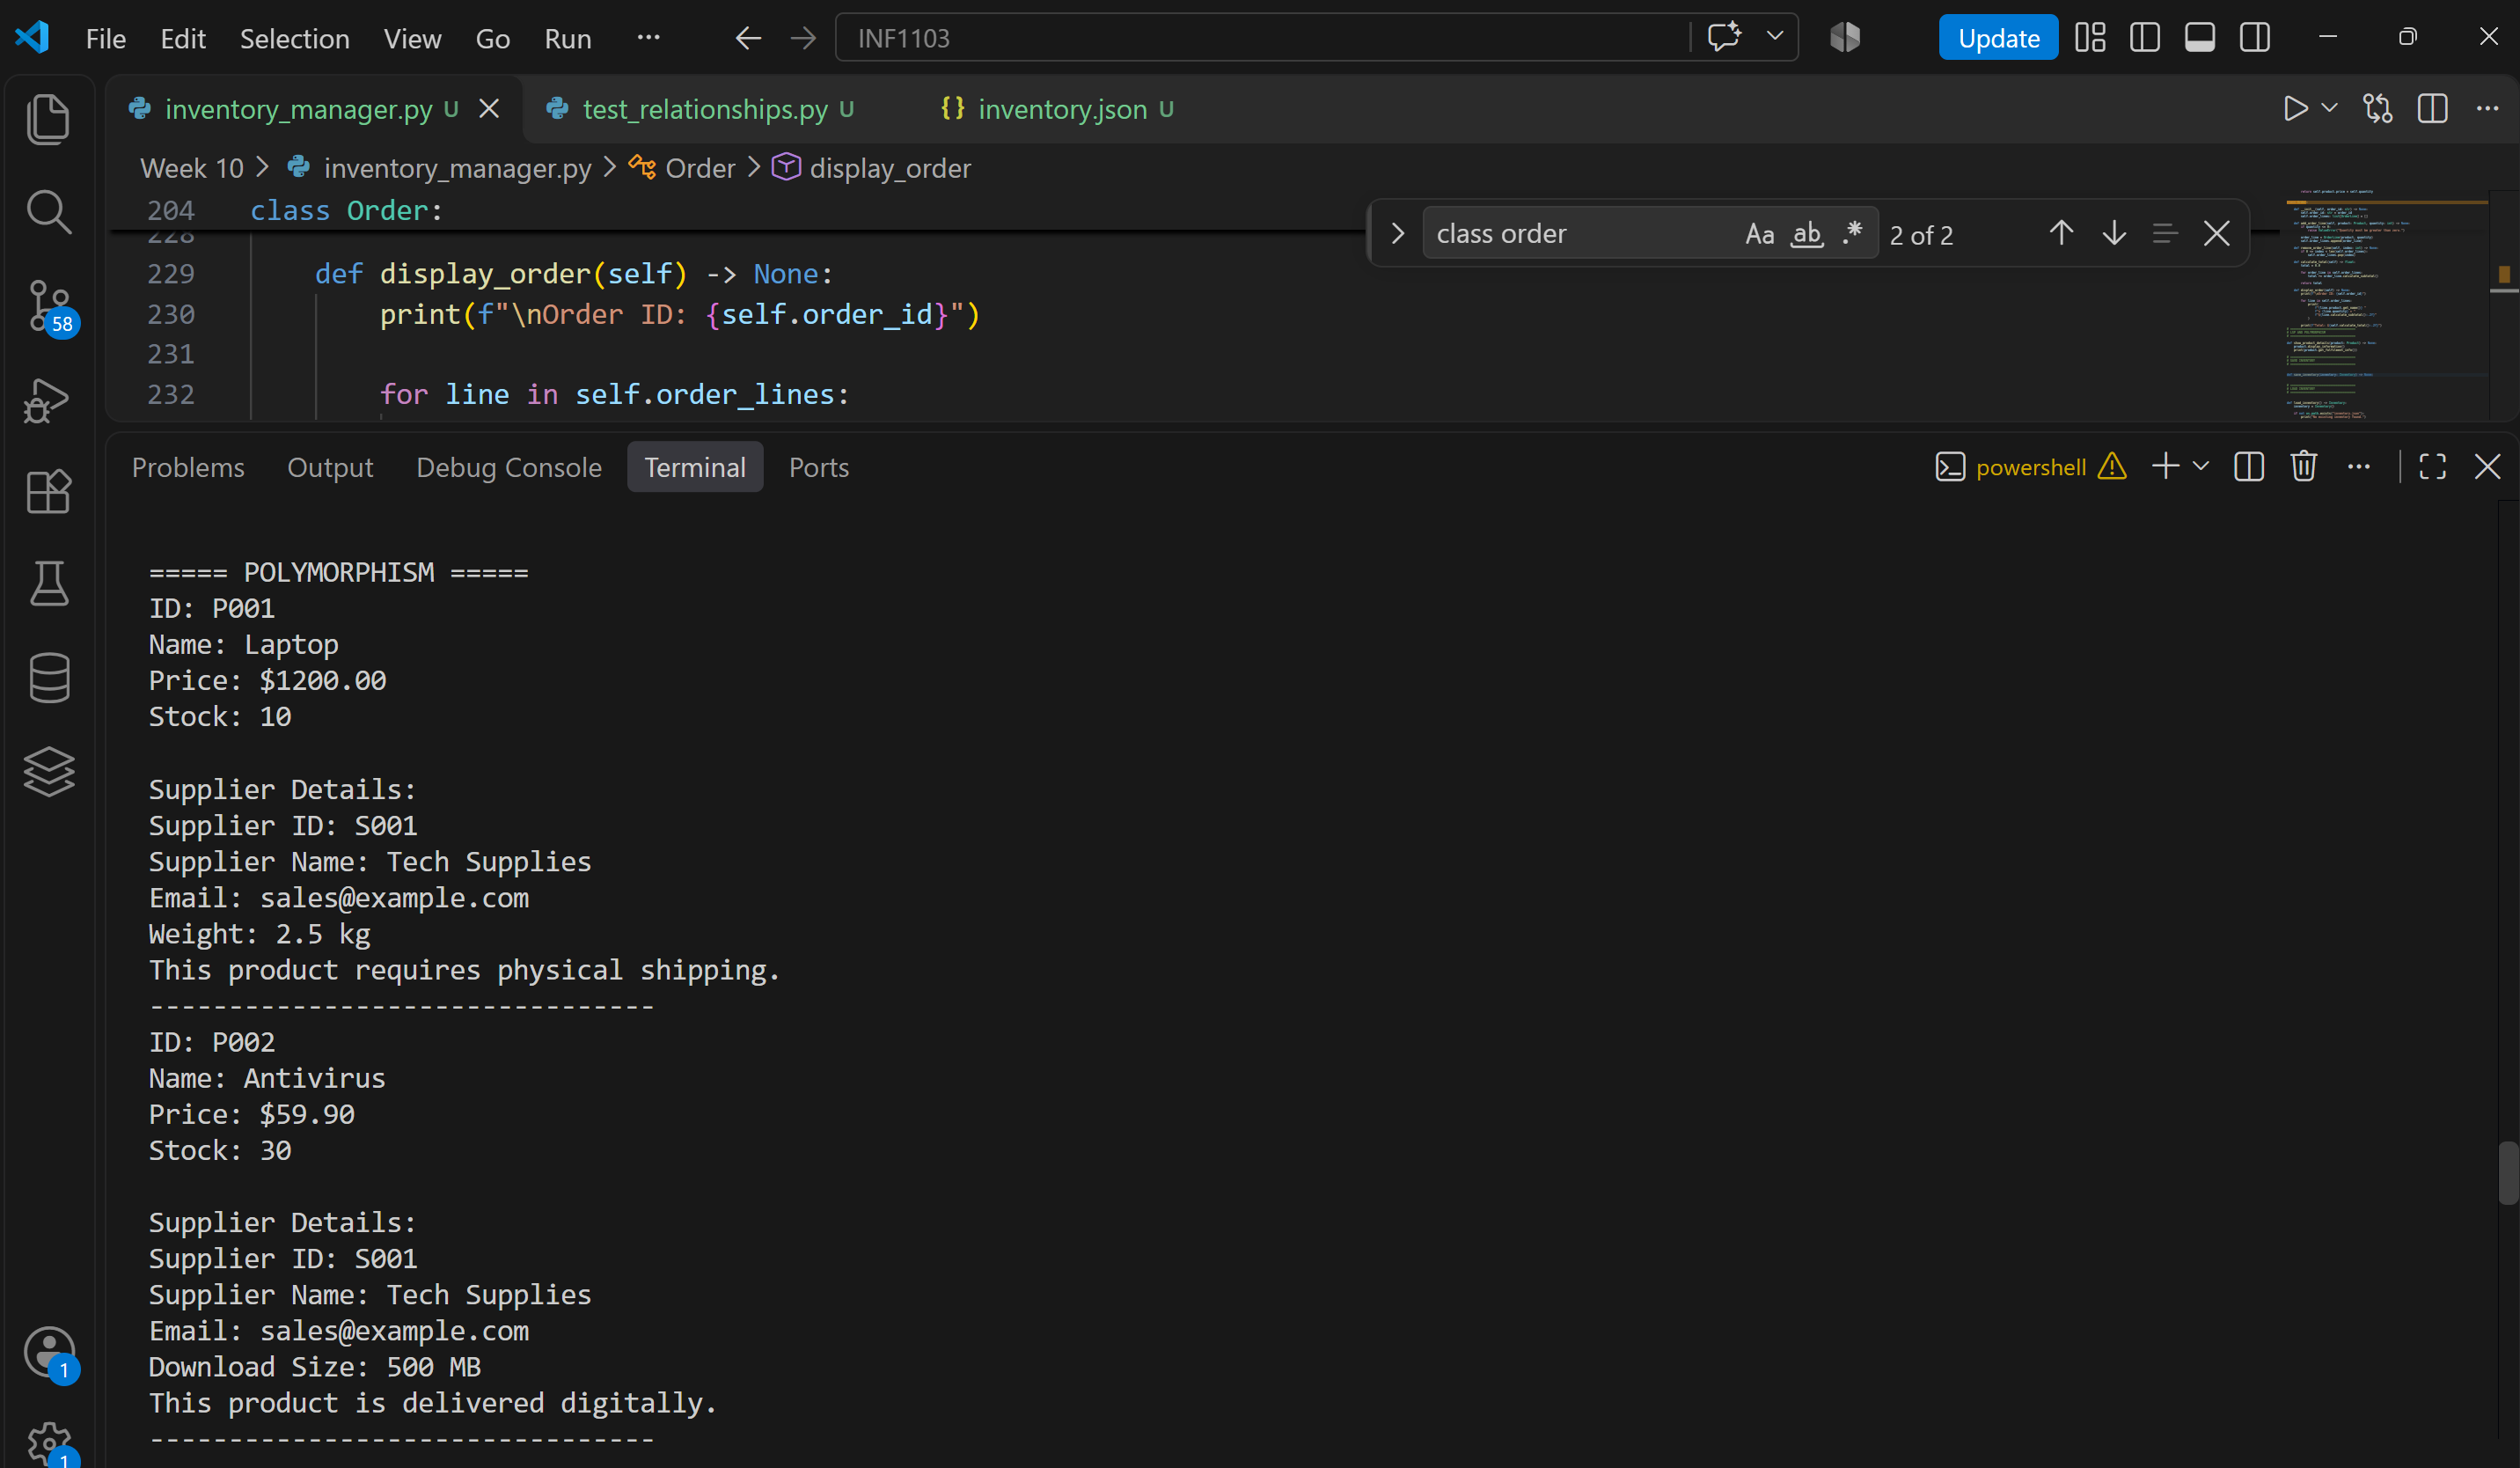 File Edit Selection View Go Run ··· INF1103 Update
inventory_manager.py U test_relationships.py U {} inventory.json U
Week 10 > inventory_manager.py > Order > display_order
204 class Order:
class order Aa ab .* 2 of 2
228
229 def display_order(self) -> None:
230 print(f"\nOrder ID: {self.order_id}")
231
232 for line in self.order_lines:
58
Problems Output Debug Console Terminal Ports powershell
===== POLYMORPHISM =====
ID: P001
Name: Laptop
Price: $1200.00
Stock: 10
Supplier Details:
Supplier ID: S001
Supplier Name: Tech Supplies
Email: sales@example.com
Weight: 2.5 kg
This product requires physical shipping.
--------------------------------
ID: P002
Name: Antivirus
Price: $59.90
Stock: 30
Supplier Details:
Supplier ID: S001
Supplier Name: Tech Supplies
Email: sales@example.com
Download Size: 500 MB
This product is delivered digitally.
--------------------------------
1
1